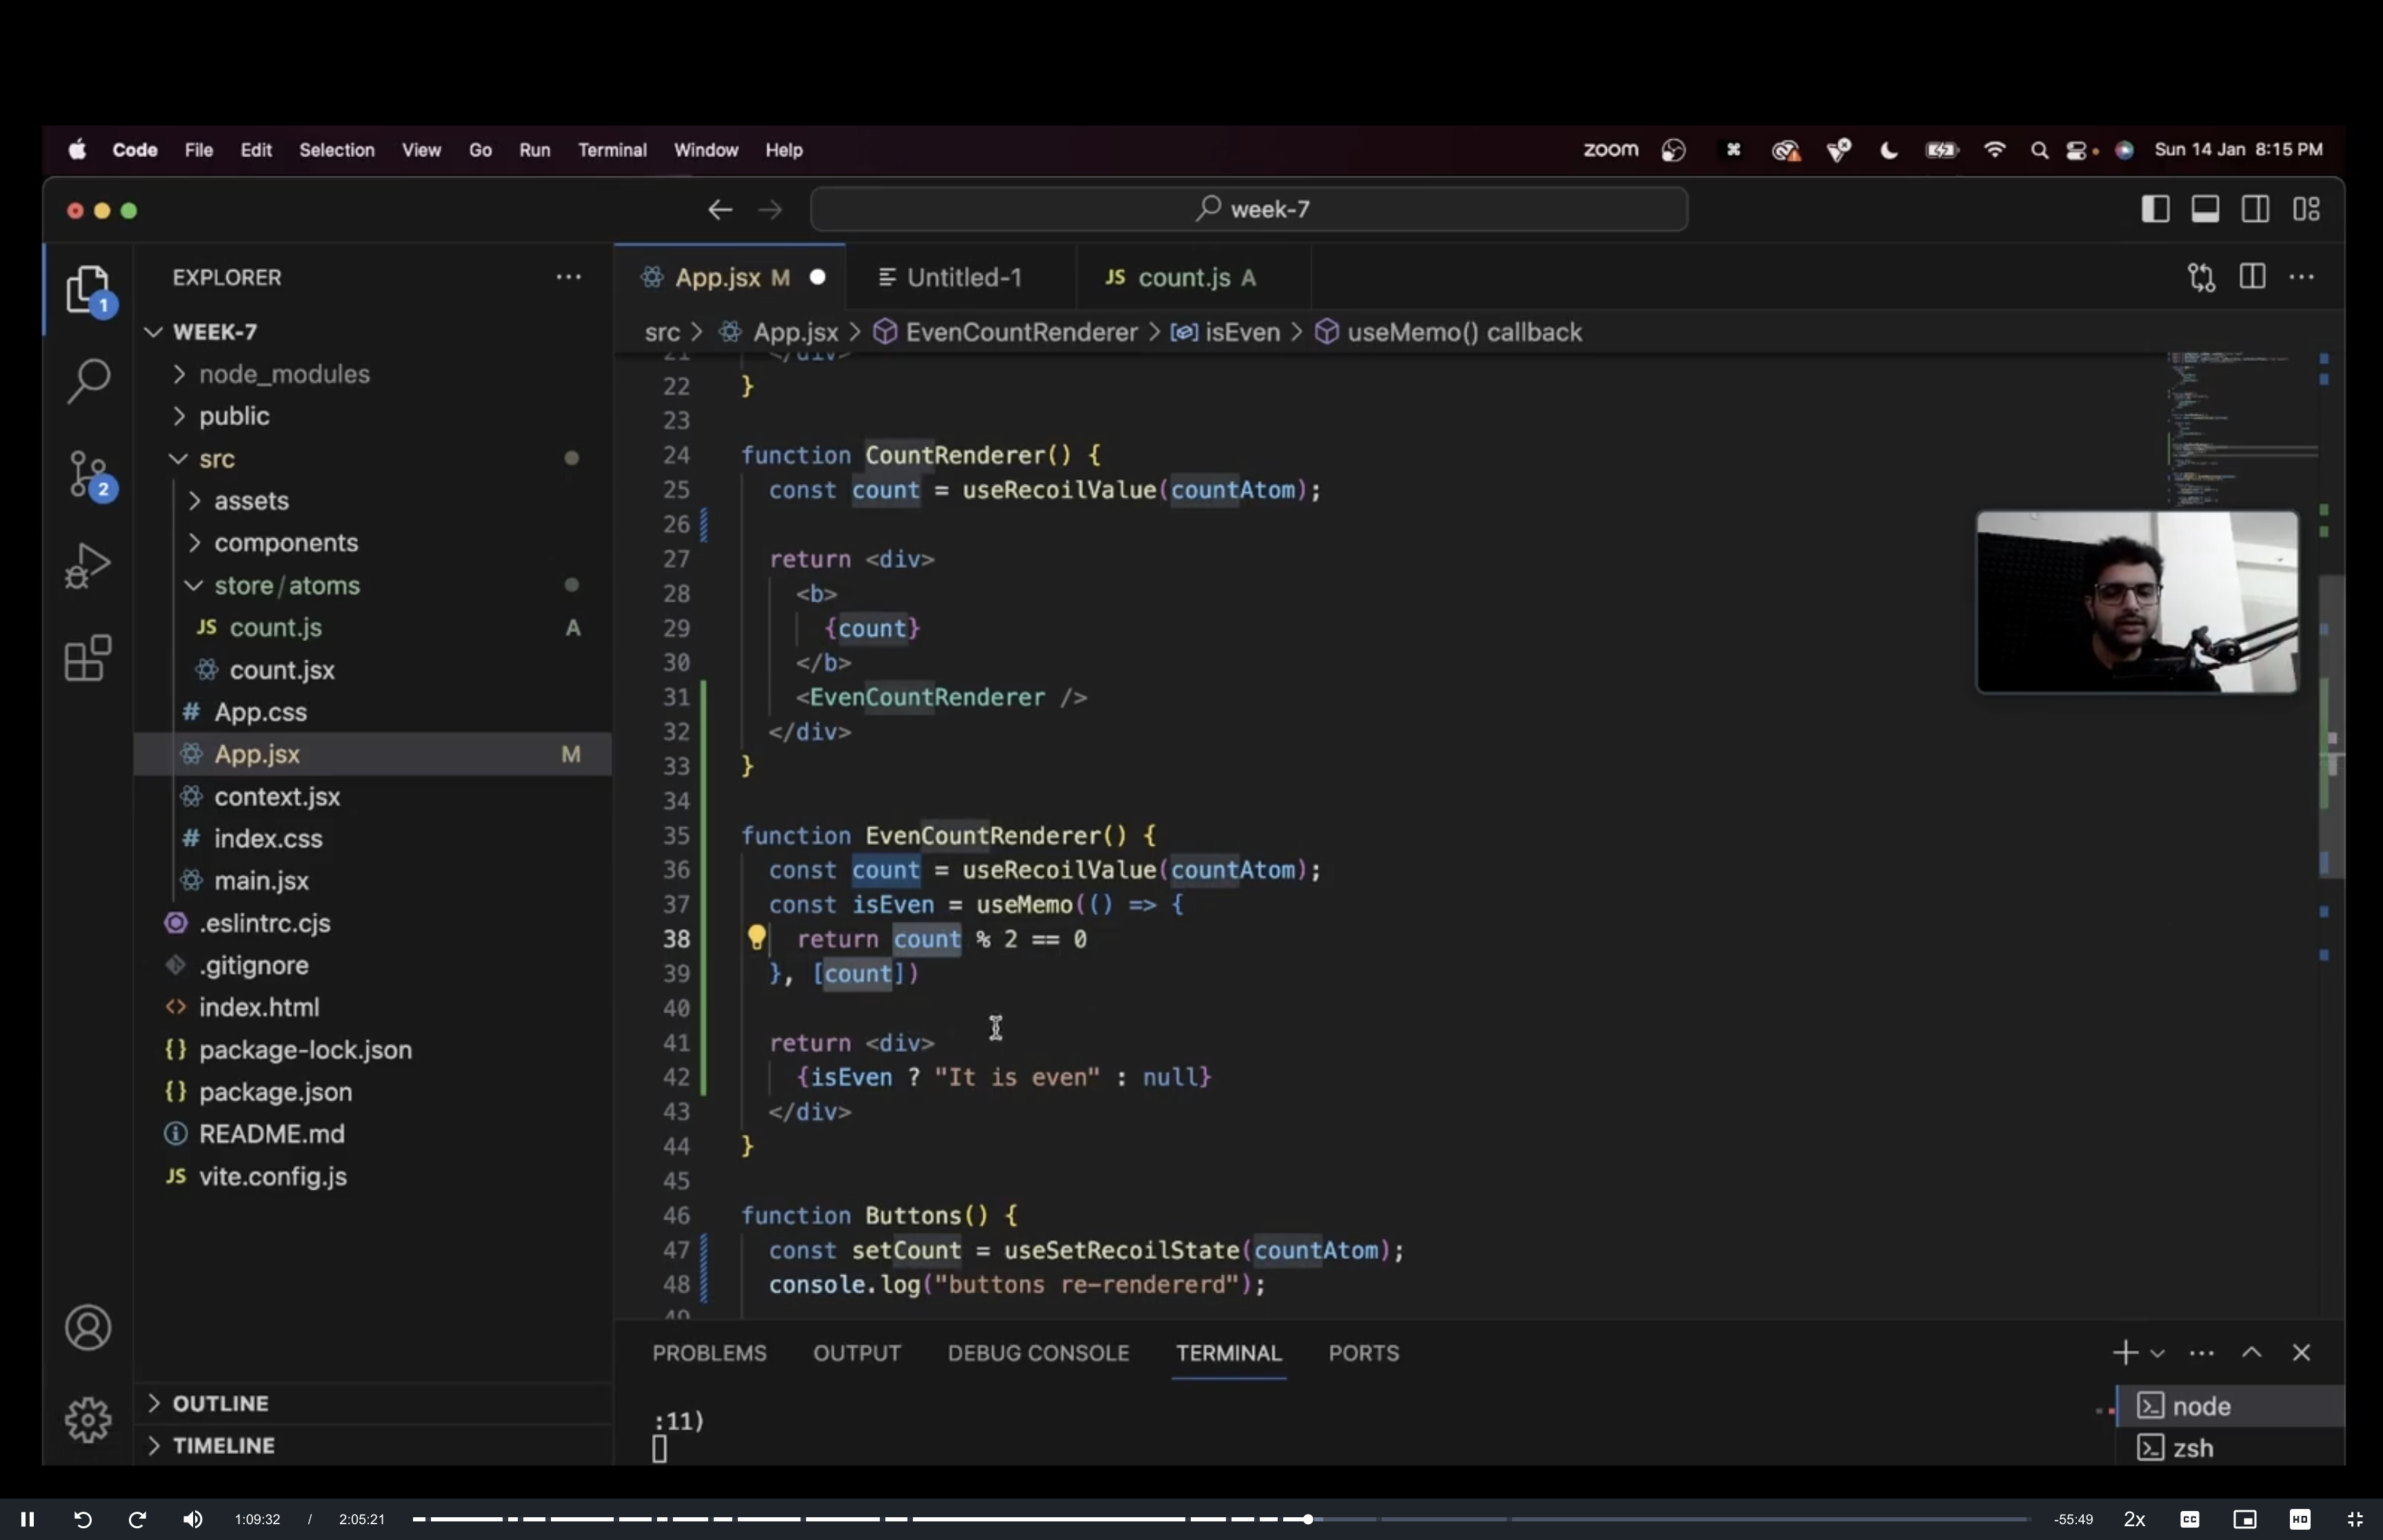 Code File Edit Selection View Go Run Terminal Window Help zoom Sun 14 Jan 8:15 PM
week-7
EXPLORER
App.jsx M
Untitled-1
JS count.js A
src > App.jsx > EvenCountRenderer > isEven > useMemo() callback
WEEK-7
node_modules
public
src
assets
components
store/atoms
JS count.js A
count.jsx
# App.css
App.jsx M
context.jsx
# index.css
main.jsx
.eslintrc.cjs
.gitignore
<> index.html
{} package-lock.json
{} package.json
README.md
JS vite.config.js
OUTLINE
TIMELINE
1
2
21 </div>
22 }
23
24 function CountRenderer() {
25 const count = useRecoilValue(countAtom);
26
27 return <div>
28 <b>
29 {count}
30 </b>
31 <EvenCountRenderer />
32 </div>
33 }
34
35 function EvenCountRenderer() {
36 const count = useRecoilValue(countAtom);
37 const isEven = useMemo(() => {
38 return count % 2 == 0
39 }, [count])
40
41 return <div>
42 {isEven ? "It is even" : null}
43 </div>
44 }
45
46 function Buttons() {
47 const setCount = useSetRecoilState(countAtom);
48 console.log("buttons re-rendererd");
49
PROBLEMS OUTPUT DEBUG CONSOLE TERMINAL PORTS
:11)
node
zsh
1:09:32 / 2:05:21 -55:49 2x CC HD